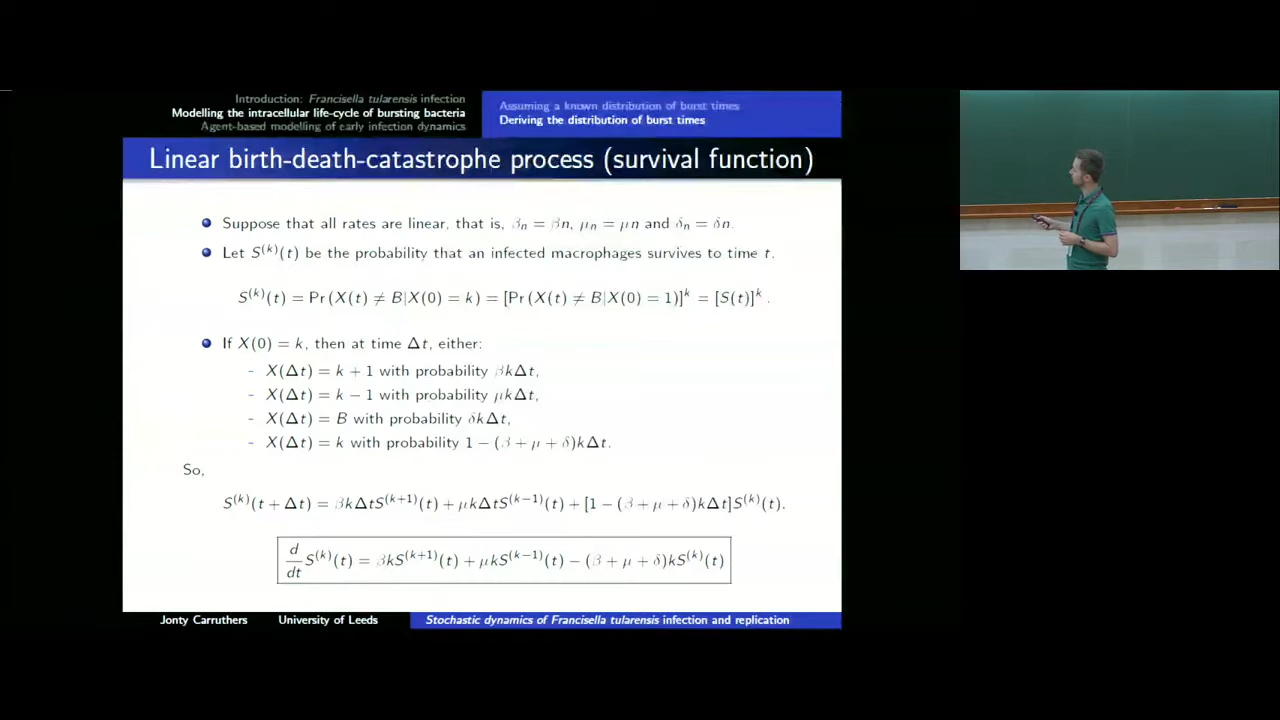 Introduction: Francisella tularensis infection
Modelling the intracellular life-cycle of bursting bacteria
Agent-based modelling of early infection dynamics
Assuming a known distribution of burst times
Deriving the distribution of burst times
Linear birth-death-catastrophe process (survival function)
Suppose that all rates are linear, that is, βₙ = βn, μₙ = μn and δₙ = δn.
Let S⁽ᵏ⁾(t) be the probability that an infected macrophages survives to time t.
S⁽ᵏ⁾(t) = Pr (X(t) ≠ B|X(0) = k) = [Pr (X(t) ≠ B|X(0) = 1)]ᵏ = [S(t)]ᵏ.
If X(0) = k, then at time Δt, either:
- X(Δt) = k + 1 with probability βkΔt,
- X(Δt) = k − 1 with probability μkΔt,
- X(Δt) = B with probability δkΔt,
- X(Δt) = k with probability 1 − (β + μ + δ)kΔt.
So,
S⁽ᵏ⁾(t + Δt) = βkΔtS⁽ᵏ⁺¹⁾(t) + μkΔtS⁽ᵏ⁻¹⁾(t) + [1 − (β + μ + δ)kΔt]S⁽ᵏ⁾(t).
d/dt S⁽ᵏ⁾(t) = βkS⁽ᵏ⁺¹⁾(t) + μkS⁽ᵏ⁻¹⁾(t) − (β + μ + δ)kS⁽ᵏ⁾(t)
Jonty Carruthers University of Leeds Stochastic dynamics of Francisella tularensis infection and replication